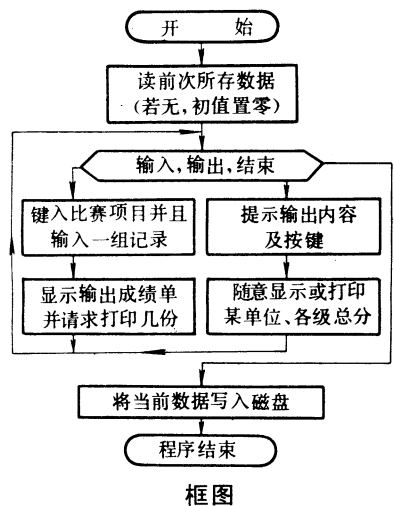 开 始
读前次所存数据
(若无,初值置零)
输入,输出,结束
键入比赛项目并且
输入一组记录
提示输出内容
及按键
显示输出成绩单
并请求打印几份
随意显示或打印
某单位、各级总分
将当前数据写入磁盘
程序结束
框图